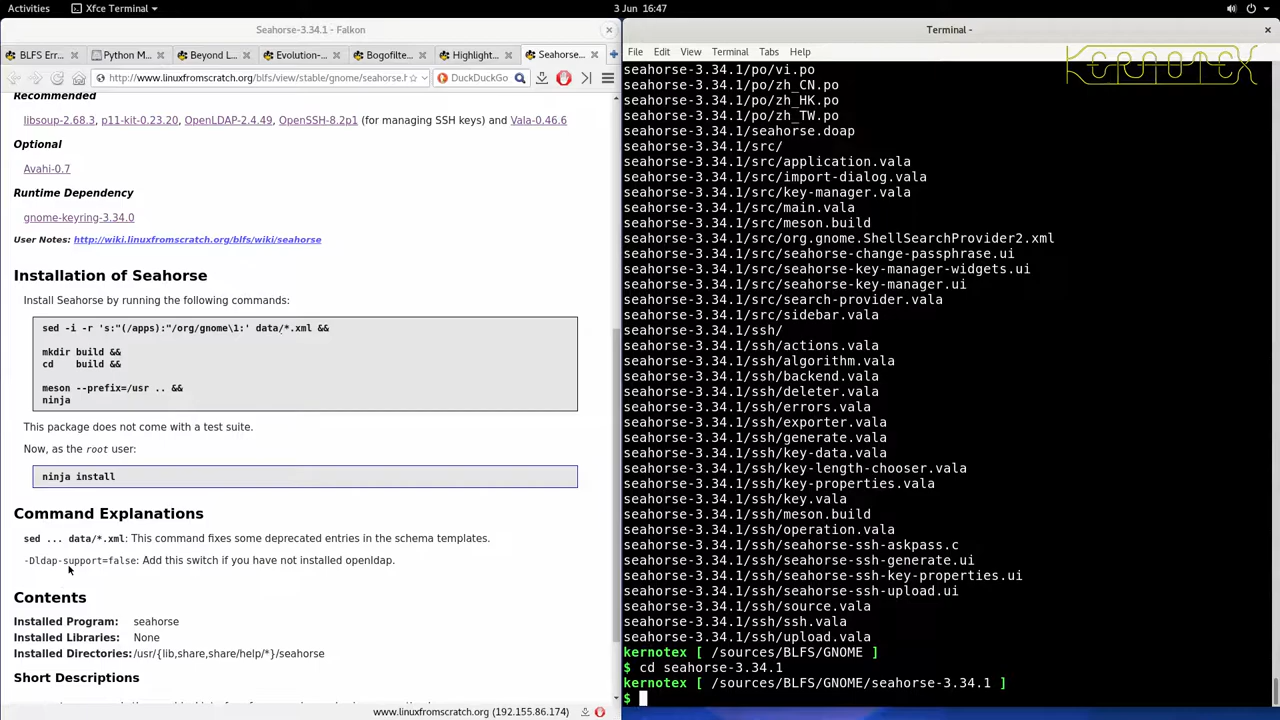 Activities
Xfce Terminal
3 Jun 16:47
Seahorse-3.34.1 - Falkon
BLFS Err...
Python M...
Beyond L...
Evolution-...
Bogofilte...
Highlight...
Seahorse...
http://www.linuxfromscratch.org/blfs/view/stable/gnome/seahorse.h
DuckDuckGo
Recommended
libsoup-2.68.3, p11-kit-0.23.20, OpenLDAP-2.4.49, OpenSSH-8.2p1 (for managing SSH keys) and Vala-0.46.6
Optional
Avahi-0.7
Runtime Dependency
gnome-keyring-3.34.0
User Notes: http://wiki.linuxfromscratch.org/blfs/wiki/seahorse
Installation of Seahorse
Install Seahorse by running the following commands:
sed -i -r 's:"(/apps):"/org/gnome\1:' data/*.xml &&
mkdir build &&
cd    build &&
meson --prefix=/usr .. &&
ninja
This package does not come with a test suite.
Now, as the root user:
ninja install
Command Explanations
sed ... data/*.xml: This command fixes some deprecated entries in the schema templates.
-Dldap-support=false: Add this switch if you have not installed openldap.
Contents
Installed Program: seahorse
Installed Libraries: None
Installed Directories: /usr/{lib,share,share/help/*}/seahorse
Short Descriptions
www.linuxfromscratch.org (192.155.86.174)
Terminal -
File Edit View Terminal Tabs Help
KERNOTEX
seahorse-3.34.1/po/vi.po
seahorse-3.34.1/po/zh_CN.po
seahorse-3.34.1/po/zh_HK.po
seahorse-3.34.1/po/zh_TW.po
seahorse-3.34.1/seahorse.doap
seahorse-3.34.1/src/
seahorse-3.34.1/src/application.vala
seahorse-3.34.1/src/import-dialog.vala
seahorse-3.34.1/src/key-manager.vala
seahorse-3.34.1/src/main.vala
seahorse-3.34.1/src/meson.build
seahorse-3.34.1/src/org.gnome.ShellSearchProvider2.xml
seahorse-3.34.1/src/seahorse-change-passphrase.ui
seahorse-3.34.1/src/seahorse-key-manager-widgets.ui
seahorse-3.34.1/src/seahorse-key-manager.ui
seahorse-3.34.1/src/search-provider.vala
seahorse-3.34.1/src/sidebar.vala
seahorse-3.34.1/ssh/
seahorse-3.34.1/ssh/actions.vala
seahorse-3.34.1/ssh/algorithm.vala
seahorse-3.34.1/ssh/backend.vala
seahorse-3.34.1/ssh/deleter.vala
seahorse-3.34.1/ssh/errors.vala
seahorse-3.34.1/ssh/exporter.vala
seahorse-3.34.1/ssh/generate.vala
seahorse-3.34.1/ssh/key-data.vala
seahorse-3.34.1/ssh/key-length-chooser.vala
seahorse-3.34.1/ssh/key-properties.vala
seahorse-3.34.1/ssh/key.vala
seahorse-3.34.1/ssh/meson.build
seahorse-3.34.1/ssh/operation.vala
seahorse-3.34.1/ssh/seahorse-ssh-askpass.c
seahorse-3.34.1/ssh/seahorse-ssh-generate.ui
seahorse-3.34.1/ssh/seahorse-ssh-key-properties.ui
seahorse-3.34.1/ssh/seahorse-ssh-upload.ui
seahorse-3.34.1/ssh/source.vala
seahorse-3.34.1/ssh/ssh.vala
seahorse-3.34.1/ssh/upload.vala
kernotex [ /sources/BLFS/GNOME ]
$ cd seahorse-3.34.1
kernotex [ /sources/BLFS/GNOME/seahorse-3.34.1 ]
$